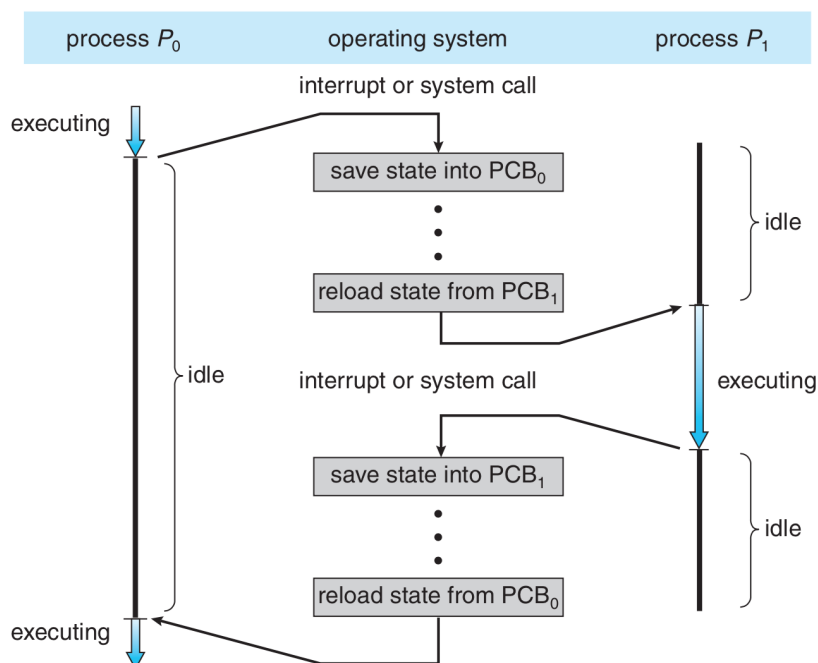 process P₀ operating system process P₁
interrupt or system call
executing
save state into PCB₀
idle
reload state from PCB₁
idle
interrupt or system call
executing
save state into PCB₁
idle
reload state from PCB₀
executing